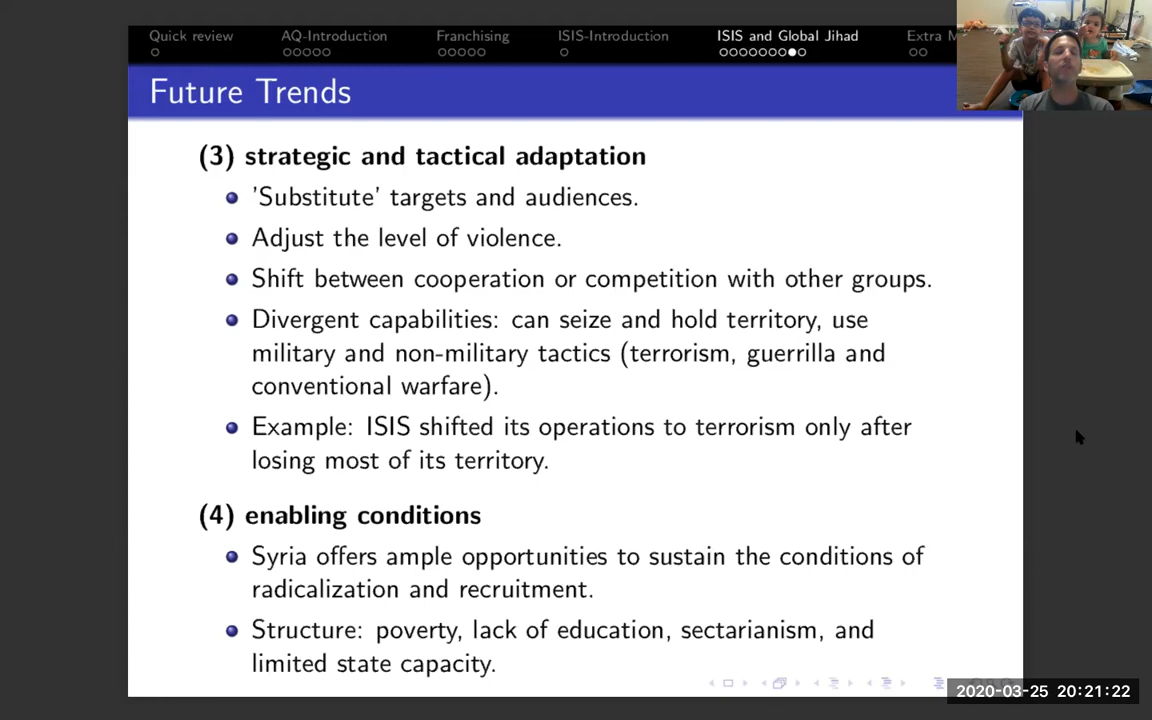 Quick review AQ-Introduction Franchising ISIS-Introduction ISIS and Global Jihad Extra
Future Trends
(3) strategic and tactical adaptation
'Substitute' targets and audiences.
Adjust the level of violence.
Shift between cooperation or competition with other groups.
Divergent capabilities: can seize and hold territory, use
military and non-military tactics (terrorism, guerrilla and
conventional warfare).
Example: ISIS shifted its operations to terrorism only after
losing most of its territory.
(4) enabling conditions
Syria offers ample opportunities to sustain the conditions of
radicalization and recruitment.
Structure: poverty, lack of education, sectarianism, and
limited state capacity.
2020-03-25 20:21:22